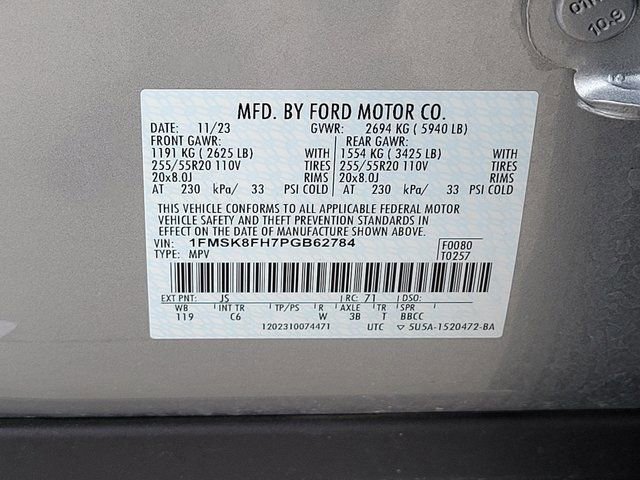 10.9
MFD. BY FORD MOTOR CO.
DATE: 11/23 GVWR: 2694 KG ( 5940 LB)
FRONT GAWR: REAR GAWR:
1191 KG ( 2625 LB) WITH 1554 KG ( 3425 LB) WITH
255/55R20 110V TIRES 255/55R20 110V TIRES
20x8.0J RIMS 20x8.0J RIMS
AT 230 kPa/ 33 PSI COLD AT 230 kPa/ 33 PSI COLD
THIS VEHICLE CONFORMS TO ALL APPLICABLE FEDERAL MOTOR
VEHICLE SAFETY AND THEFT PREVENTION STANDARDS IN
EFFECT ON THE DATE OF MANUFACTURE SHOWN ABOVE.
VIN: 1FMSK8FH7PGB62784 F0080
TYPE: MPV T0257
EXT PNT: JS RC: 71 DSO:
WB INT TR TP/PS R AXLE TR SPR
119 C6 W 3B T BBCC
1202310074471 UTC ▽ 5U5A-1520472-BA